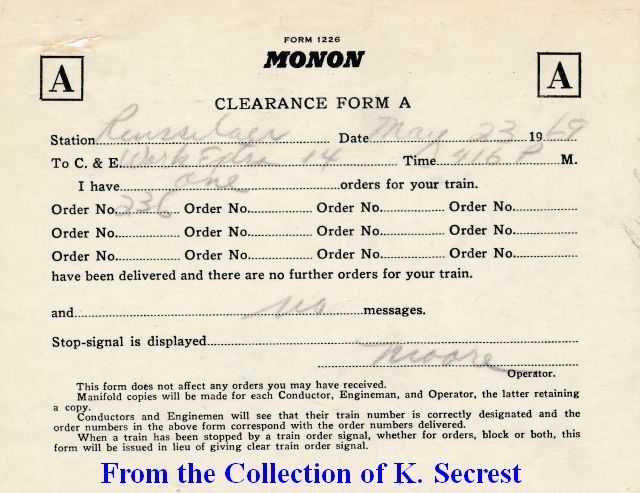 FORM 1226
MONON
A
A
CLEARANCE FORM A
Station Rensselaer Date May 23 1969
To C. & E. Work Extra 14 Time 416 P M.
I have one orders for your train.
Order No. 236 Order No. Order No. Order No.
Order No. Order No. Order No. Order No.
Order No. Order No. Order No. Order No.
have been delivered and there are no further orders for your train.
and no messages.
Stop-signal is displayed
Moore
Operator.
This form does not affect any orders you may have received.
Manifold copies will be made for each Conductor, Engineman, and Operator, the latter retaining
a copy.
Conductors and Enginemen will see that their train number is correctly designated and the
order numbers in the above form correspond with the order numbers delivered.
When a train has been stopped by a train order signal, whether for orders, block or both, this
form will be issued in lieu of giving clear train order signal.
From the Collection of K. Secrest